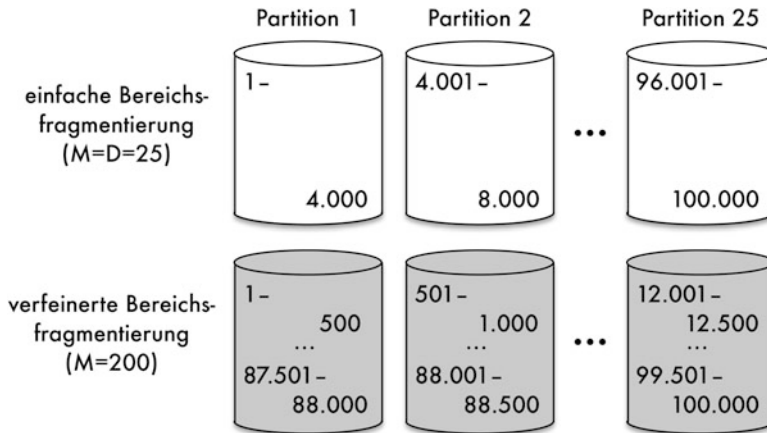 Partition 1
Partition 2
Partition 25
einfache Bereichs-
fragmentierung
(M=D=25)
1–
4.000
4.001–
8.000
...
96.001–
100.000
verfeinerte Bereichs-
fragmentierung
(M=200)
1–
500
...
87.501–
88.000
501–
1.000
...
88.001–
88.500
...
12.001–
12.500
...
99.501–
100.000